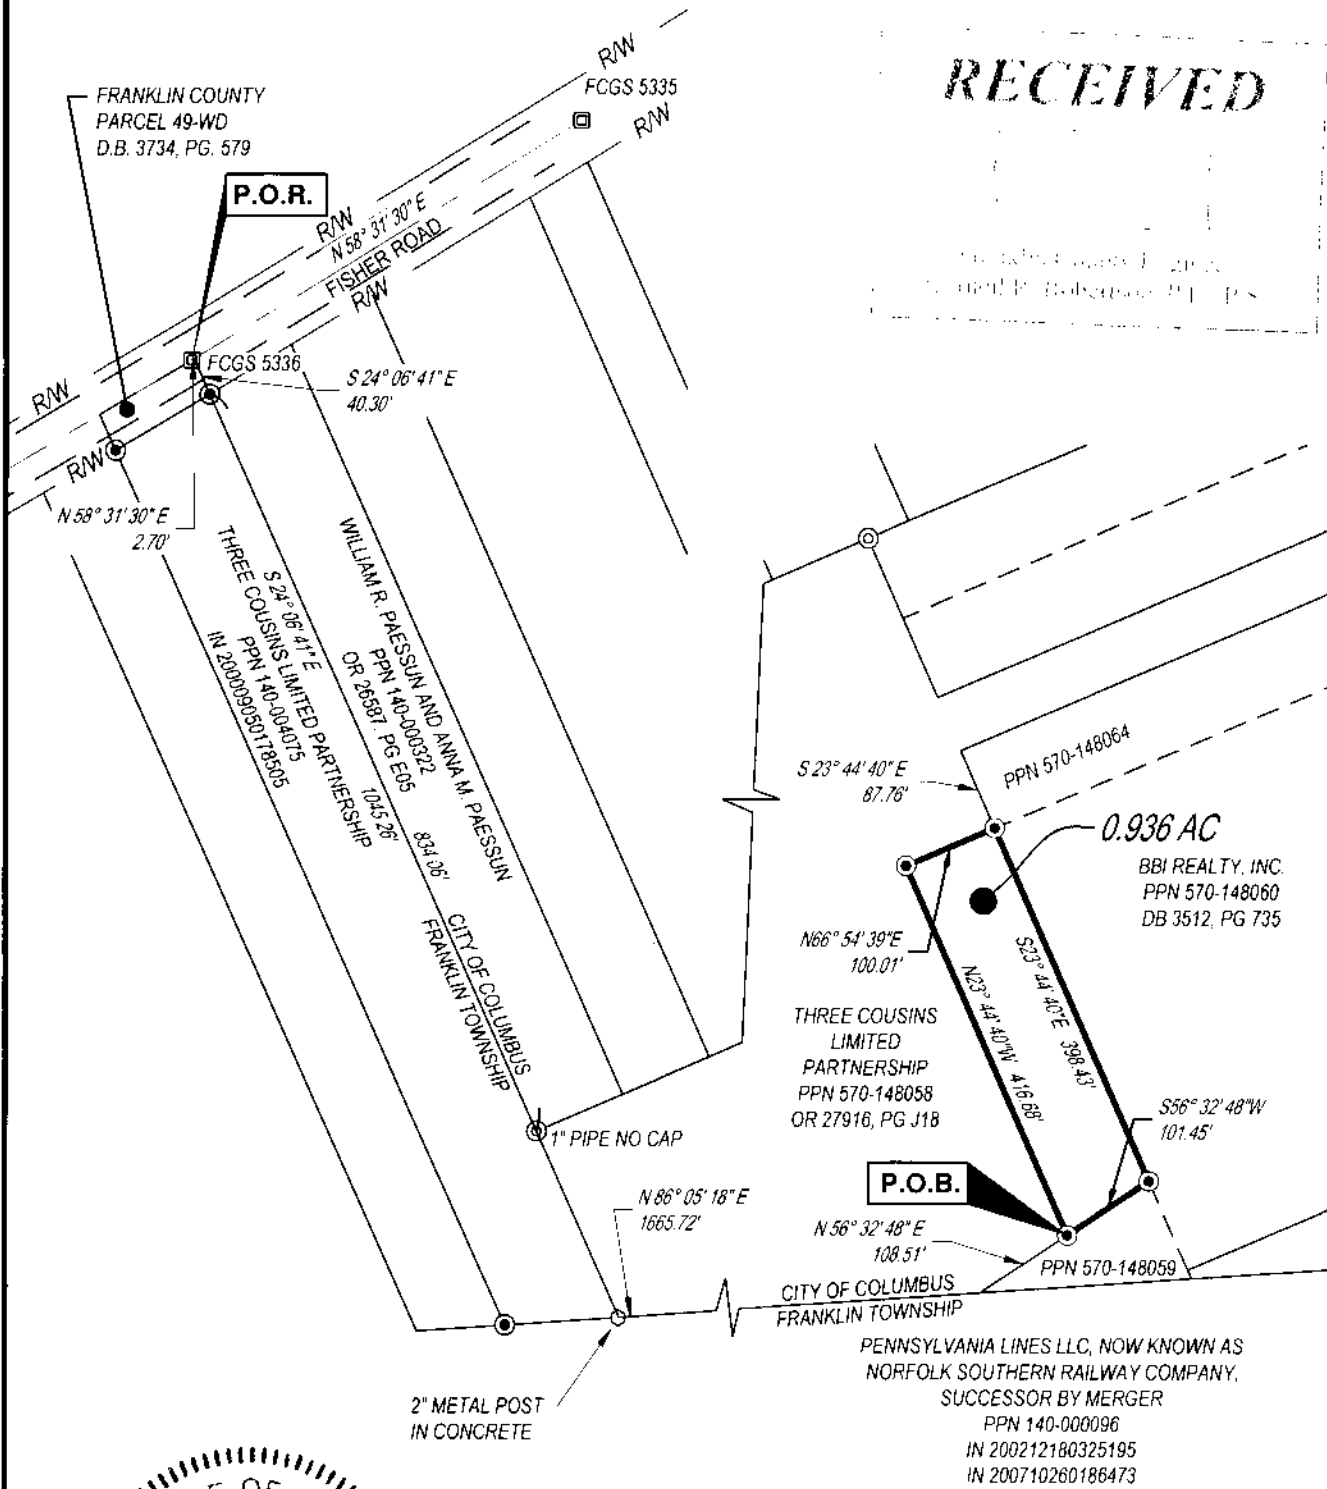 RECEIVED
R/W
FCGS 5335
R/W
FRANKLIN COUNTY
PARCEL 49-WD
D.B. 3734, PG. 579
P.O.R.
R/W
N 58° 31' 30" E
FISHER ROAD
R/W
FCGS 5336
S 24° 06' 41" E
40.30'
R/W
R/W
N 58° 31' 30" E
2.70'
S 24° 06' 41" E
1045.26'
THREE COUSINS LIMITED PARTNERSHIP
PPN 140-004075
IN 200009050178505
WILLIAM R. PAESSUN AND ANNA M. PAESSUN
PPN 140-000322
OR 26587, PG E05
834.06'
CITY OF COLUMBUS
FRANKLIN TOWNSHIP
1" PIPE NO CAP
N 86° 05' 18" E
1665.72'
2" METAL POST
IN CONCRETE
S 23° 44' 40" E
87.76'
PPN 570-148064
0.936 AC
BBI REALTY, INC.
PPN 570-148060
DB 3512, PG 735
N66° 54' 39"E
100.01'
S23° 44' 40"E 398.43'
N23° 44' 40"W 416.68'
THREE COUSINS
LIMITED
PARTNERSHIP
PPN 570-148058
OR 27916, PG J18
S56° 32' 48"W
101.45'
P.O.B.
N 56° 32' 48" E
108.51'
PPN 570-148059
CITY OF COLUMBUS
FRANKLIN TOWNSHIP
PENNSYLVANIA LINES LLC, NOW KNOWN AS
NORFOLK SOUTHERN RAILWAY COMPANY,
SUCCESSOR BY MERGER
PPN 140-000096
IN 200212180325195
IN 200710260186473
OF